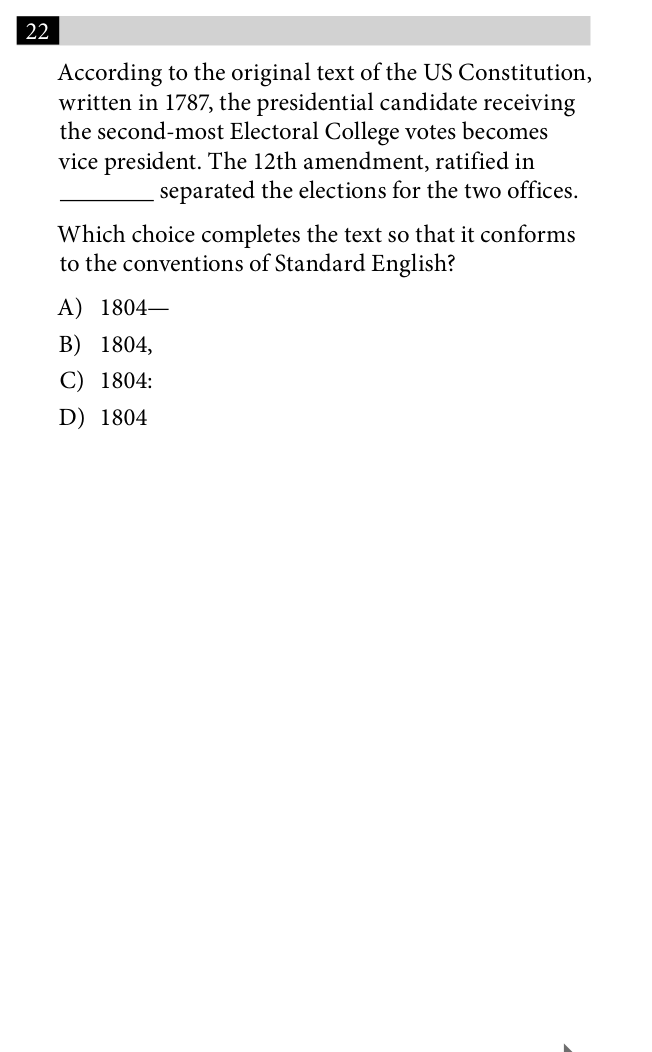 22
According to the original text of the US Constitution,
written in 1787, the presidential candidate receiving
the second-most Electoral College votes becomes
vice president. The 12th amendment, ratified in
________ separated the elections for the two offices.
Which choice completes the text so that it conforms
to the conventions of Standard English?
A) 1804—
B) 1804,
C) 1804:
D) 1804